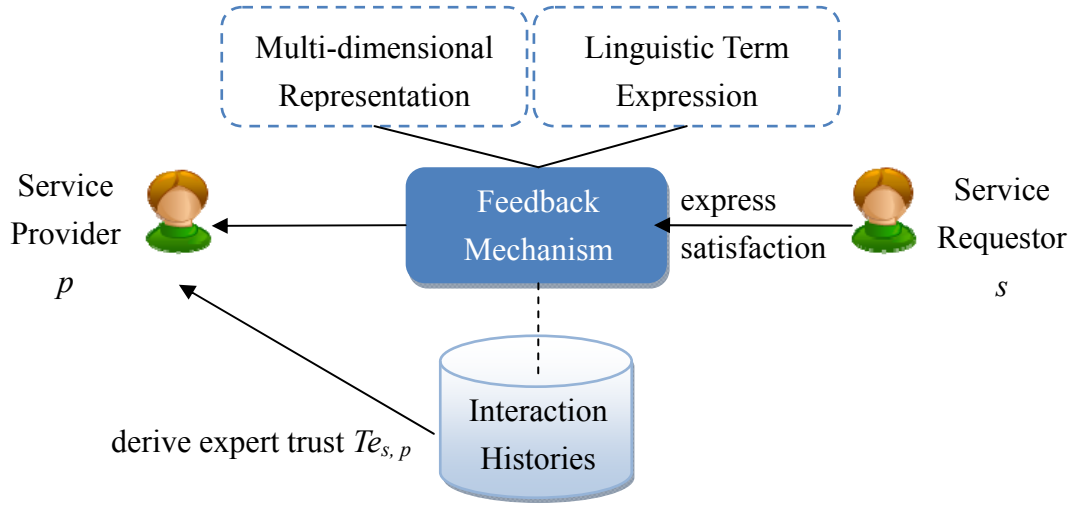 Multi-dimensional
Representation
Linguistic Term
Expression
Service
Provider
p
Feedback
Mechanism
express
satisfaction
Service
Requestor
s
Interaction
Histories
derive expert trust Te s, p